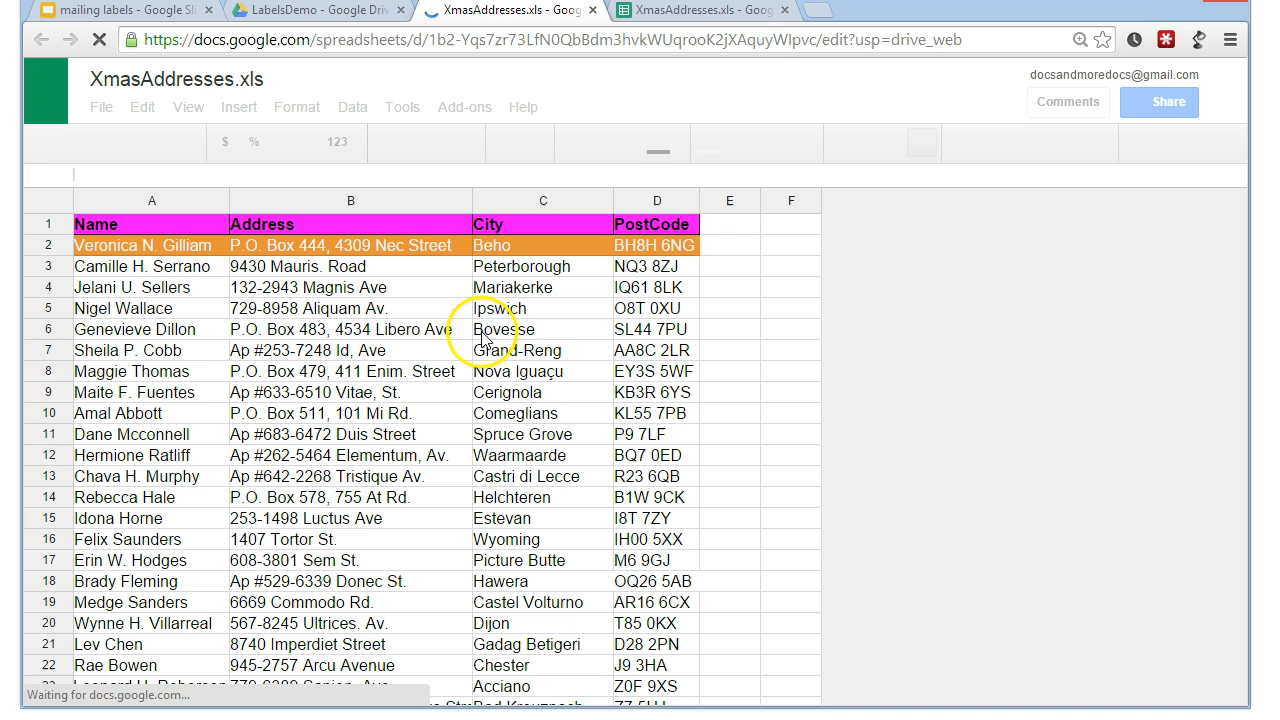 mailing labels - Google Sli × LabelsDemo - Google Driv × XmasAddresses.xls - Goog × XmasAddresses.xls - Goog ×
https://docs.google.com/spreadsheets/d/1b2-Yqs7zr73LfN0QbBdm3hvkWUqrooK2jXAquyWIpvc/edit?usp=drive_web
XmasAddresses.xls
docsandmoredocs@gmail.com
File Edit View Insert Format Data Tools Add-ons Help
Comments Share
$ % 123
A B C D E F
1 Name Address City PostCode
2 Veronica N. Gilliam P.O. Box 444, 4309 Nec Street Beho BH8H 6NG
3 Camille H. Serrano 9430 Mauris. Road Peterborough NQ3 8ZJ
4 Jelani U. Sellers 132-2943 Magnis Ave Mariakerke IQ61 8LK
5 Nigel Wallace 729-8958 Aliquam Av. Ipswich O8T 0XU
6 Genevieve Dillon P.O. Box 483, 4534 Libero Ave Bovesse SL44 7PU
7 Sheila P. Cobb Ap #253-7248 Id, Ave Grand-Reng AA8C 2LR
8 Maggie Thomas P.O. Box 479, 411 Enim. Street Nova Iguaçu EY3S 5WF
9 Maite F. Fuentes Ap #633-6510 Vitae, St. Cerignola KB3R 6YS
10 Amal Abbott P.O. Box 511, 101 Mi Rd. Comeglians KL55 7PB
11 Dane Mcconnell Ap #683-6472 Duis Street Spruce Grove P9 7LF
12 Hermione Ratliff Ap #262-5464 Elementum, Av. Waarmaarde BQ7 0ED
13 Chava H. Murphy Ap #642-2268 Tristique Av. Castri di Lecce R23 6QB
14 Rebecca Hale P.O. Box 578, 755 At Rd. Helchteren B1W 9CK
15 Idona Horne 253-1498 Luctus Ave Estevan I8T 7ZY
16 Felix Saunders 1407 Tortor St. Wyoming IH00 5XX
17 Erin W. Hodges 608-3801 Sem St. Picture Butte M6 9GJ
18 Brady Fleming Ap #529-6339 Donec St. Hawera OQ26 5AB
19 Medge Sanders 6669 Commodo Rd. Castel Volturno AR16 6CX
20 Wynne H. Villarreal 567-8245 Ultrices. Av. Dijon T85 0KX
21 Lev Chen 8740 Imperdiet Street Gadag Betigeri D28 2PN
22 Rae Bowen 945-2757 Arcu Avenue Chester J9 3HA
Acciano Z0F 9XS
Waiting for docs.google.com...